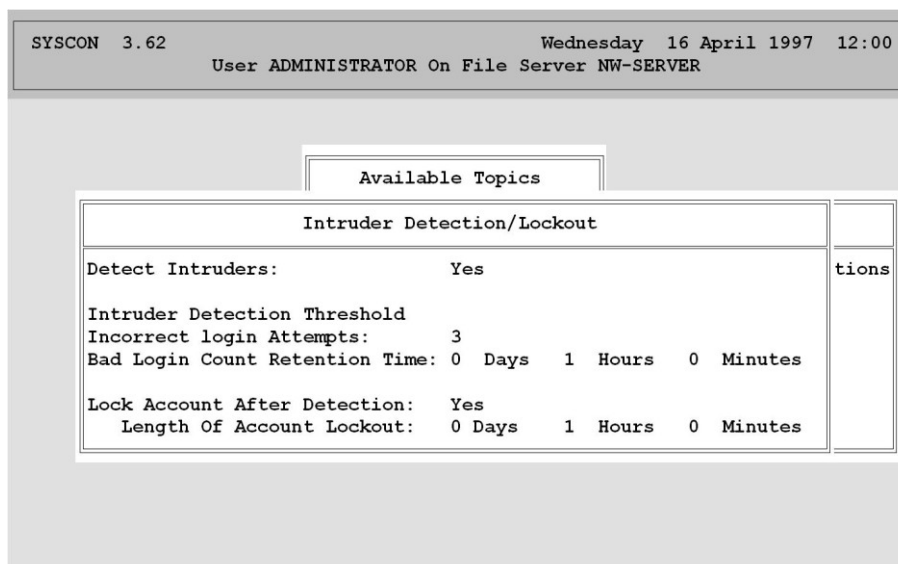 SYSCON 3.62 Wednesday 16 April 1997 12:00
User ADMINISTRATOR On File Server NW-SERVER
Available Topics
Intruder Detection/Lockout
Detect Intruders: Yes tions
Intruder Detection Threshold
Incorrect login Attempts: 3
Bad Login Count Retention Time: 0 Days 1 Hours 0 Minutes
Lock Account After Detection: Yes
Length Of Account Lockout: 0 Days 1 Hours 0 Minutes